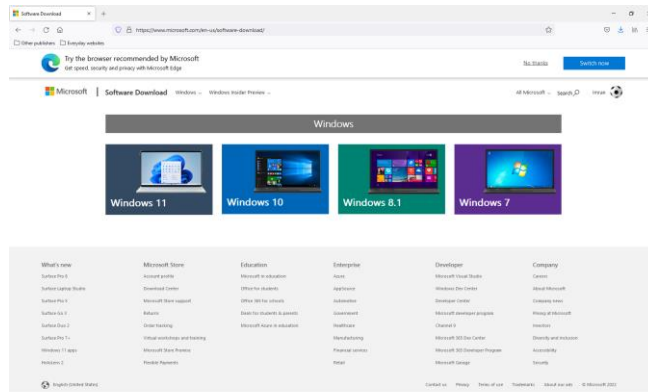 Software Download
https://www.microsoft.com/en-us/software-download/
Other publishers Everyday websites
Try the browser recommended by Microsoft
Get speed, security and privacy with Microsoft Edge
No thanks
Switch now
Microsoft Software Download Windows Windows Insider Preview All Microsoft Search Imran
Windows
Windows 11 Windows 10 Windows 8.1 Windows 7
What's new Microsoft Store Education Enterprise Developer Company
Surface Pro 8 Account profile Microsoft in education Azure Microsoft Visual Studio Careers
Surface Laptop Studio Download Center Office for students AppSource Windows Dev Center About Microsoft
Surface Pro X Microsoft Store support Office 365 for schools Automotive Developer Center Company news
Surface Go 3 Returns Deals for students & parents Government Microsoft developer program Privacy at Microsoft
Surface Duo 2 Order tracking Microsoft Azure in education Healthcare Channel 9 Investors
Surface Pro 7+ Virtual workshops and training Manufacturing Microsoft 365 Dev Center Diversity and inclusion
Windows 11 apps Microsoft Store Promise Financial services Microsoft 365 Developer Program Accessibility
HoloLens 2 Flexible Payments Retail Microsoft Garage Security
English (United States) Contact us Privacy Terms of use Trademarks About our ads © Microsoft 2022